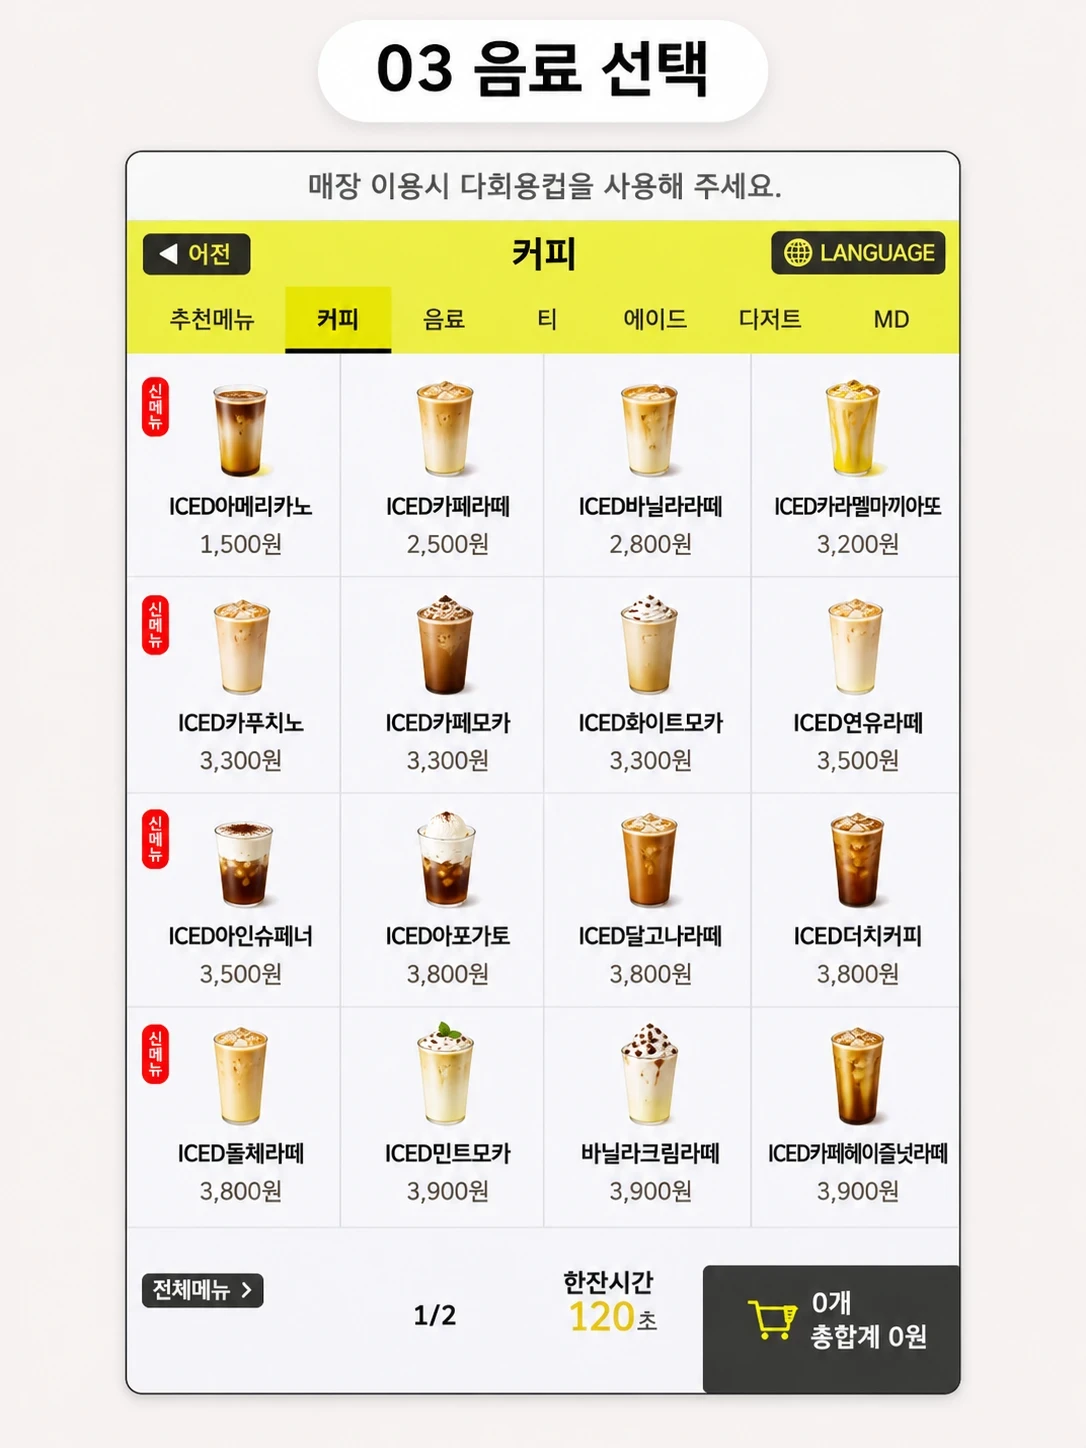 03 음료 선택
매장 이용시 다회용컵을 사용해 주세요.
◀ 어전
커피
LANGUAGE
추천메뉴 커피 음료 티 에이드 다저트 MD
신메뉴
ICED아메리카노 ICED카페라떼 ICED바닐라라떼 ICED카라멜마끼아또
1,500원 2,500원 2,800원 3,200원
신메뉴
ICED카푸치노 ICED카페모카 ICED화이트모카 ICED연유라떼
3,300원 3,300원 3,300원 3,500원
신메뉴
ICED아인슈페너 ICED아포가토 ICED달고나라떼 ICED더치커피
3,500원 3,800원 3,800원 3,800원
신메뉴
ICED돌체라떼 ICED민트모카 바닐라크림라떼 ICED카페헤이즐넛라떼
3,800원 3,900원 3,900원 3,900원
전체메뉴 >
1/2
한잔시간
120초
0개
총합계 0원